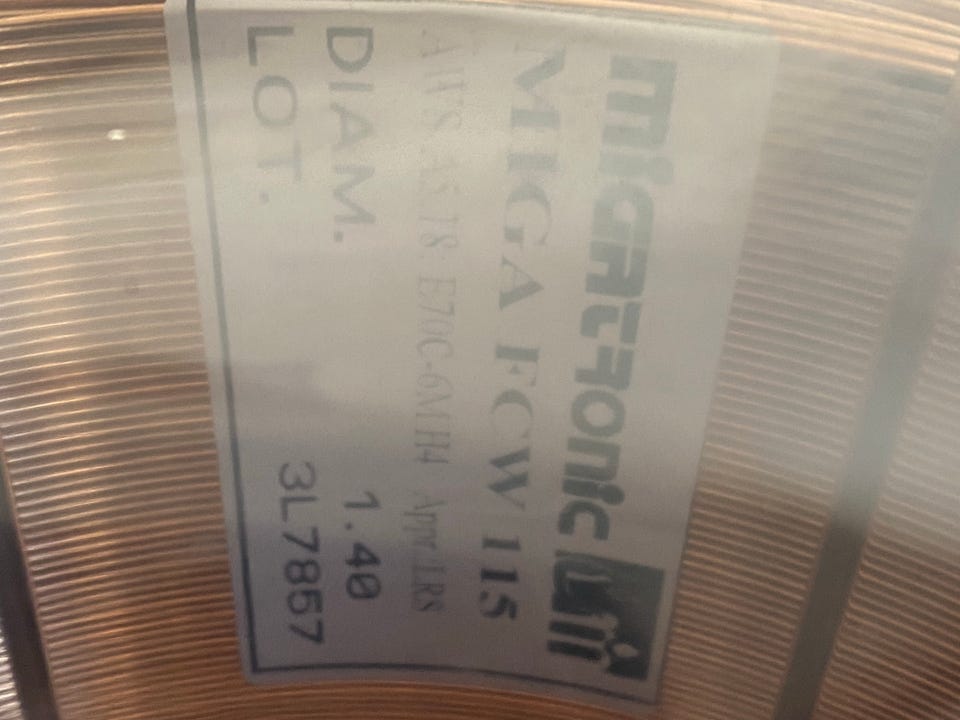 migatronic
MIGA FCW 115
AWS A5.18 E70C-6M H4 Appr.LRS
DIAM. 1.40
LOT. 3L7857